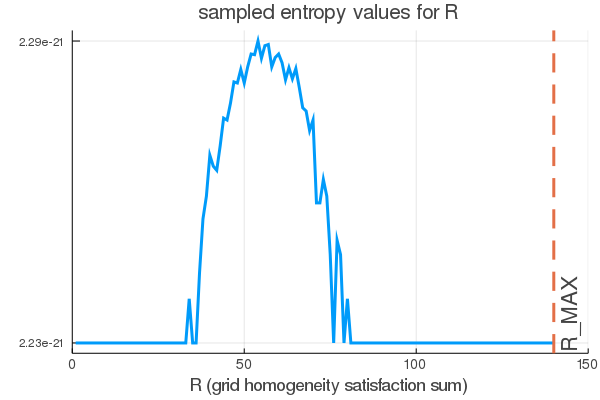 sampled entropy values for R
2.29e-21
2.23e-21
0
50
100
150
R_MAX
R (grid homogeneity satisfaction sum)